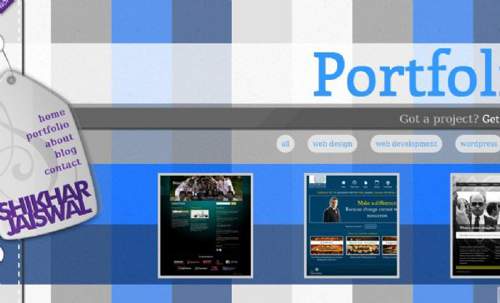 Portfoli
Got a project? Get
home
portfolio
about
blog
contact
all
web design
web development
wordpress
SHIKHAR
JAISWAL
Make a difference